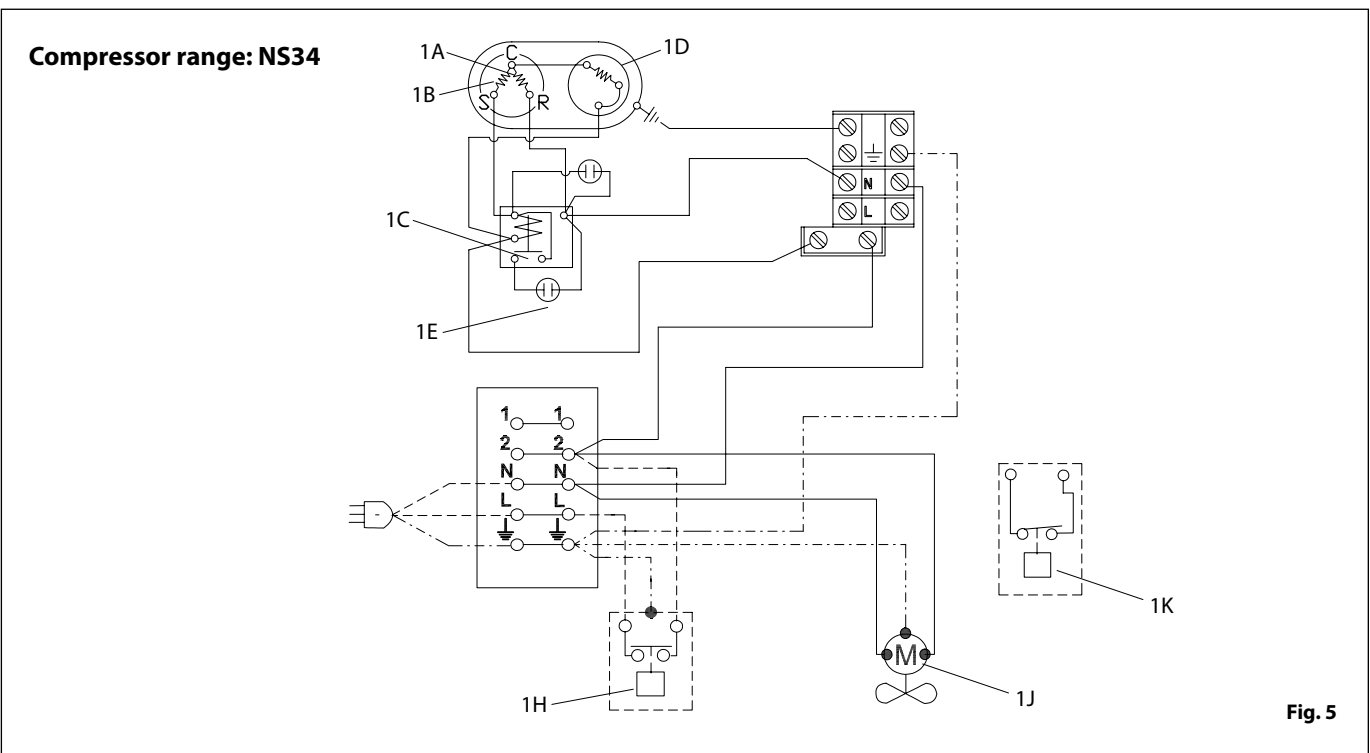 Compressor range: NS34
1A
C
1D
1B
S
R
N
1C
L
1E
1 1
2 2
N N
L L
1K
M
1H
1J
Fig. 5